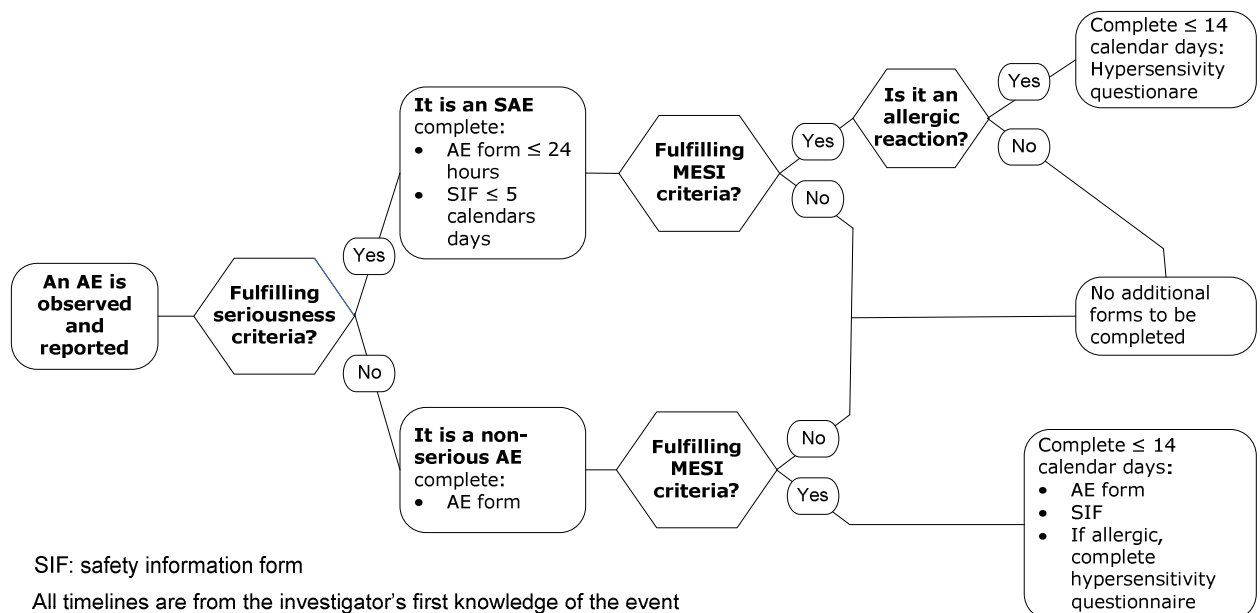 An AE is
observed
and
reported
Fulfilling
seriousness
criteria?
Yes
It is an SAE
complete:
• AE form ≤ 24
hours
• SIF ≤ 5
calendars
days
Fulfilling
MESI
criteria?
Yes
Is it an
allergic
reaction?
Yes
Complete ≤ 14
calendar days:
Hypersensivity
questionare
No
No
No additional
forms to be
completed
No
It is a non-
serious AE
complete:
• AE form
Fulfilling
MESI
criteria?
No
Yes
Complete ≤ 14
calendar days:
• AE form
• SIF
• If allergic,
complete
hypersensitivity
questionnaire
SIF: safety information form
All timelines are from the investigator's first knowledge of the event